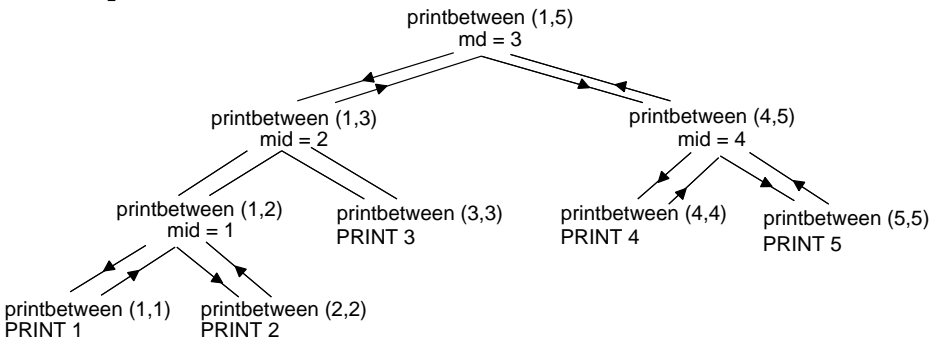 printbetween (1,5)
md = 3
printbetween (1,3)
mid = 2
printbetween (4,5)
mid = 4
printbetween (1,2)
mid = 1
printbetween (3,3)
PRINT 3
printbetween (4,4)
PRINT 4
printbetween (5,5)
PRINT 5
printbetween (1,1)
PRINT 1
printbetween (2,2)
PRINT 2